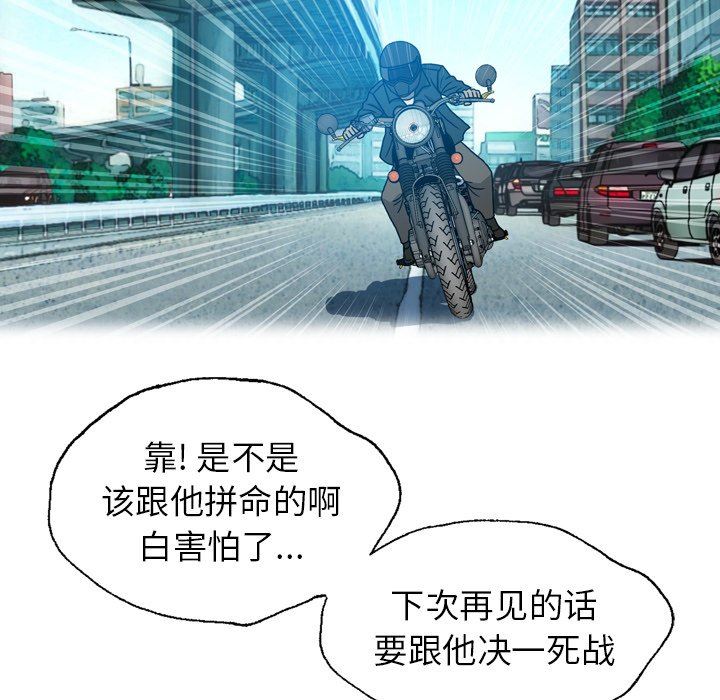 靠! 是不是
该跟他拼命的啊
白害怕了...
下次再见的话
要跟他决一死战